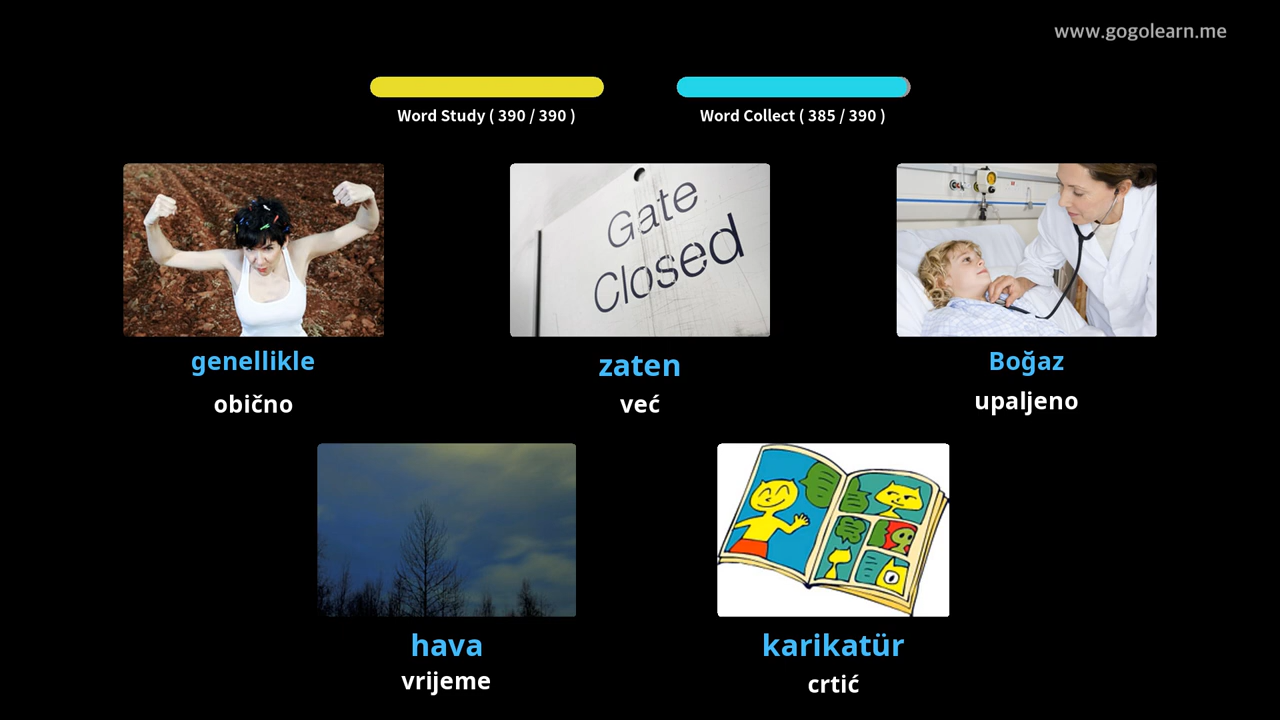 www.gogolearn.me
Word Study ( 390 / 390 )
Word Collect ( 385 / 390 )
Gate
Closed
genellikle
zaten
Boğaz
obično
već
upaljeno
hava
karikatür
vrijeme
crtić